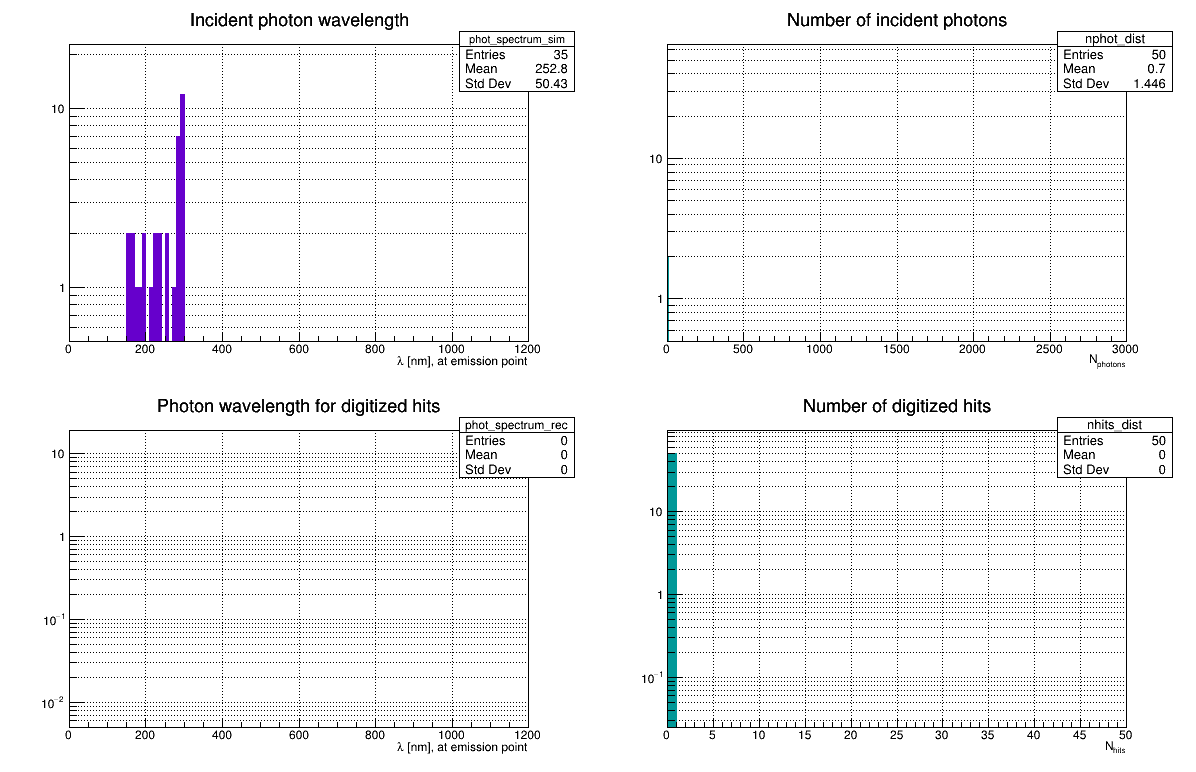 Incident photon wavelength
phot_spectrum_sim
Entries 35
Mean 252.8
Std Dev 50.43
10
1
0 200 400 600 800 1000 1200
λ [nm], at emission point
Number of incident photons
nphot_dist
Entries 50
Mean 0.7
Std Dev 1.446
10
1
0 500 1000 1500 2000 2500 3000
Nphotons
Photon wavelength for digitized hits
phot_spectrum_rec
Entries 0
Mean 0
Std Dev 0
10
1
10⁻¹
10⁻²
0 200 400 600 800 1000 1200
λ [nm], at emission point
Number of digitized hits
nhits_dist
Entries 50
Mean 0
Std Dev 0
10
1
10⁻¹
0 5 10 15 20 25 30 35 40 45 50
Nhits